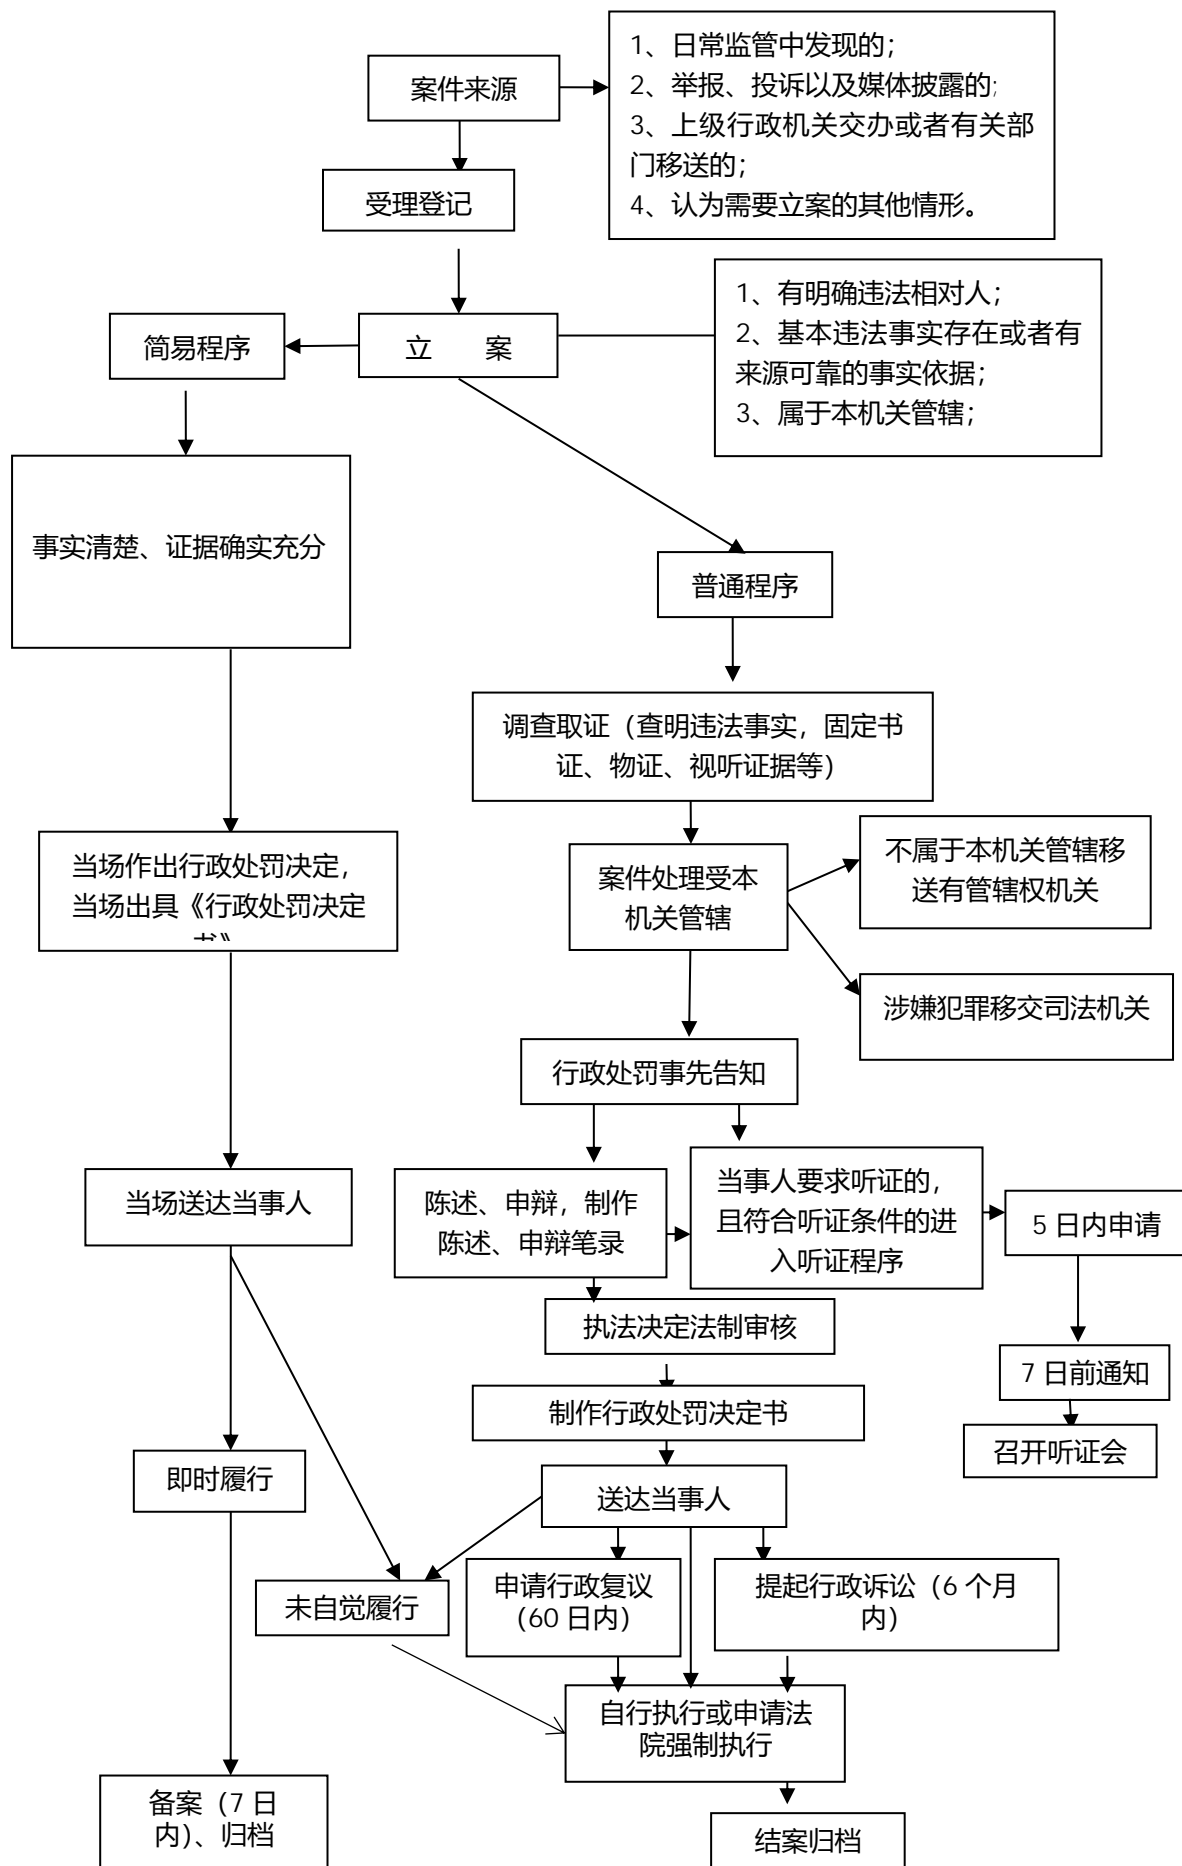 案件来源
1、日常监管中发现的；
2、举报、投诉以及媒体披露的;
3、上级行政机关交办或者有关部
门移送的；
4、认为需要立案的其他情形。
受理登记
1、有明确违法相对人；
2、基本违法事实存在或者有
来源可靠的事实依据；
3、属于本机关管辖；
简易程序
立 案
事实清楚、证据确实充分
普通程序
调查取证（查明违法事实，固定书
证、物证、视听证据等）
当场作出行政处罚决定，
当场出具《行政处罚决定
书》
案件处理受本
机关管辖
不属于本机关管辖移
送有管辖权机关
涉嫌犯罪移交司法机关
行政处罚事先告知
当场送达当事人
陈述、申辩，制作
陈述、申辩笔录
当事人要求听证的，
且符合听证条件的进
入听证程序
5 日内申请
执法决定法制审核
7 日前通知
制作行政处罚决定书
召开听证会
即时履行
送达当事人
未自觉履行
申请行政复议
（60 日内）
提起行政诉讼（6 个月
内）
自行执行或申请法
院强制执行
备案（7 日
内）、归档
结案归档